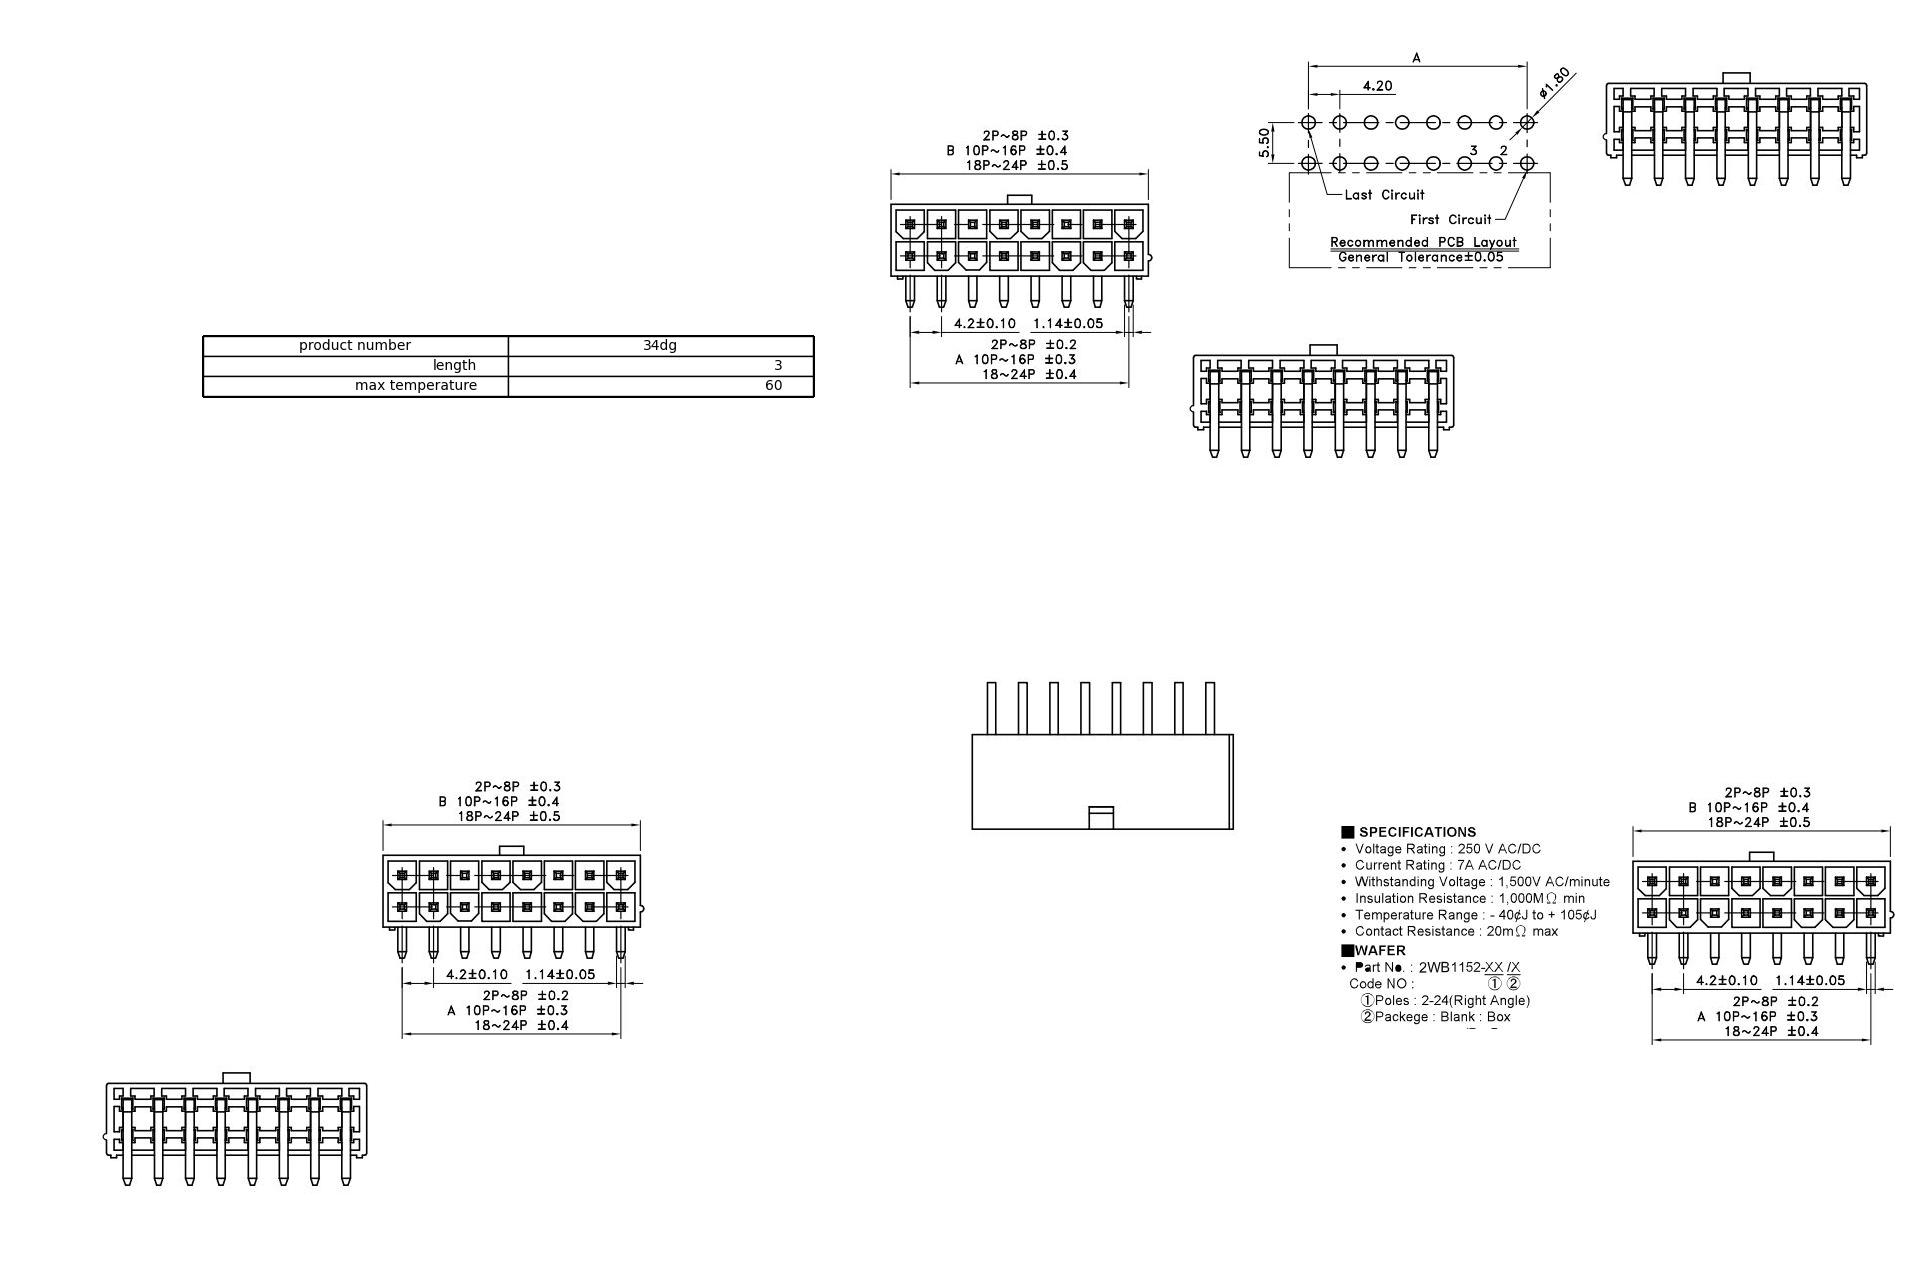 A
4.20
ø1.80
5.50
3 2
Last Circuit
First Circuit
Recommended PCB Layout
General Tolerance±0.05
2P~8P ±0.3
B 10P~16P ±0.4
18P~24P ±0.5
4.2±0.10 1.14±0.05
2P~8P ±0.2
A 10P~16P ±0.3
18~24P ±0.4
product number 34dg
length 3
max temperature 60
2P~8P ±0.3
B 10P~16P ±0.4
18P~24P ±0.5
4.2±0.10 1.14±0.05
2P~8P ±0.2
A 10P~16P ±0.3
18~24P ±0.4
■ SPECIFICATIONS
• Voltage Rating : 250 V AC/DC
• Current Rating : 7A AC/DC
• Withstanding Voltage : 1,500V AC/minute
• Insulation Resistance : 1,000MΩ min
• Temperature Range : - 40¢J to + 105¢J
• Contact Resistance : 20mΩ max
■WAFER
• Part No. : 2WB1152-XX /X
Code NO : ① ②
①Poles : 2-24(Right Angle)
②Packege : Blank : Box
2P~8P ±0.3
B 10P~16P ±0.4
18P~24P ±0.5
4.2±0.10 1.14±0.05
2P~8P ±0.2
A 10P~16P ±0.3
18~24P ±0.4